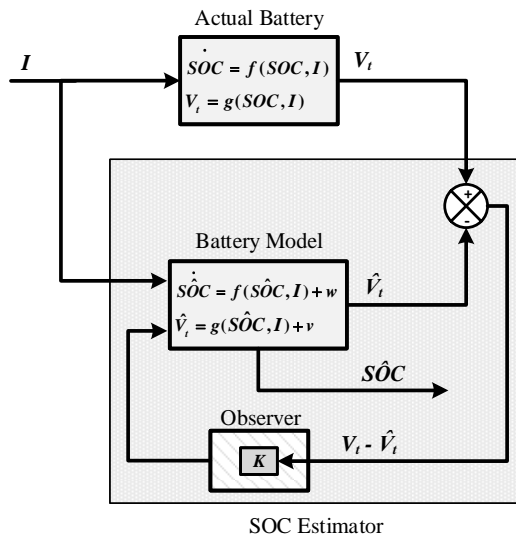 Actual Battery
I
SȮC = f(SOC, I)
V_t = g(SOC, I)
V_t
+
-
Battery Model
SÔ̇C = f(SÔC, I) + w
V̂_t = g(SÔC, I) + v
V̂_t
SÔC
Observer
K
V_t - V̂_t
SOC Estimator